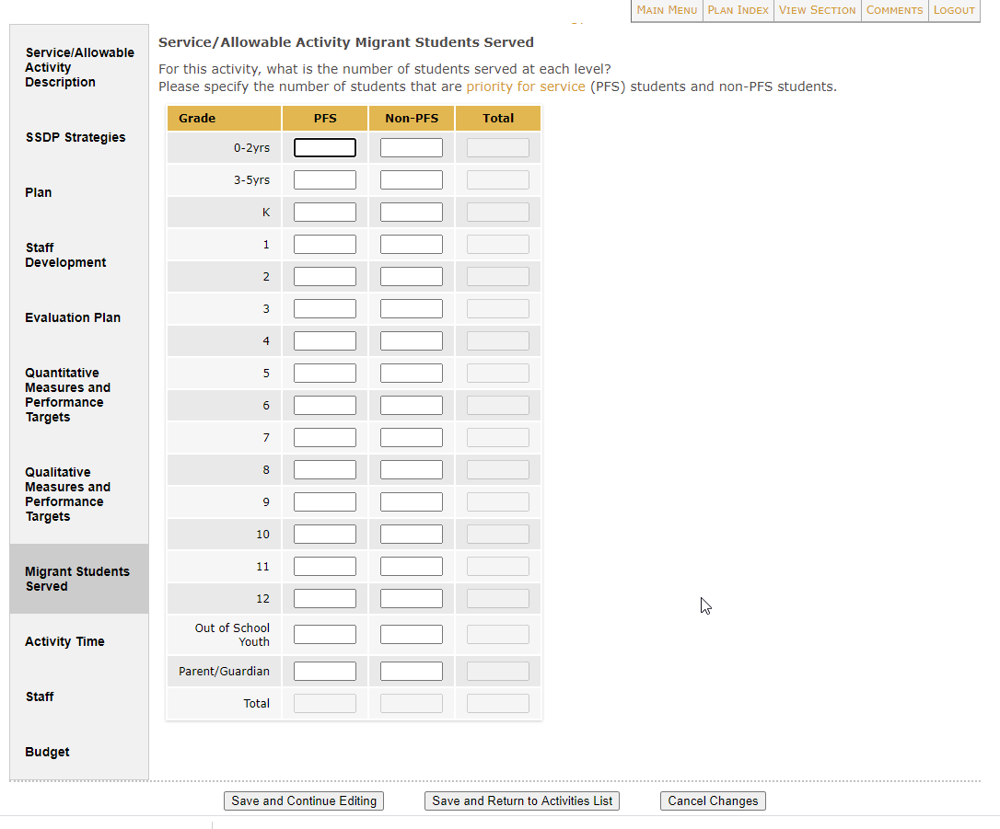 Main Menu Plan Index View Section Comments Logout
Service/Allowable
Activity
Description
SSDP Strategies
Plan
Staff
Development
Evaluation Plan
Quantitative
Measures and
Performance
Targets
Qualitative
Measures and
Performance
Targets
Migrant Students
Served
Activity Time
Staff
Budget
Service/Allowable Activity Migrant Students Served
For this activity, what is the number of students served at each level?
Please specify the number of students that are priority for service (PFS) students and non-PFS students.
Grade PFS Non-PFS Total
0-2yrs
3-5yrs
K
1
2
3
4
5
6
7
8
9
10
11
12
Out of School
Youth
Parent/Guardian
Total
Save and Continue Editing Save and Return to Activities List Cancel Changes